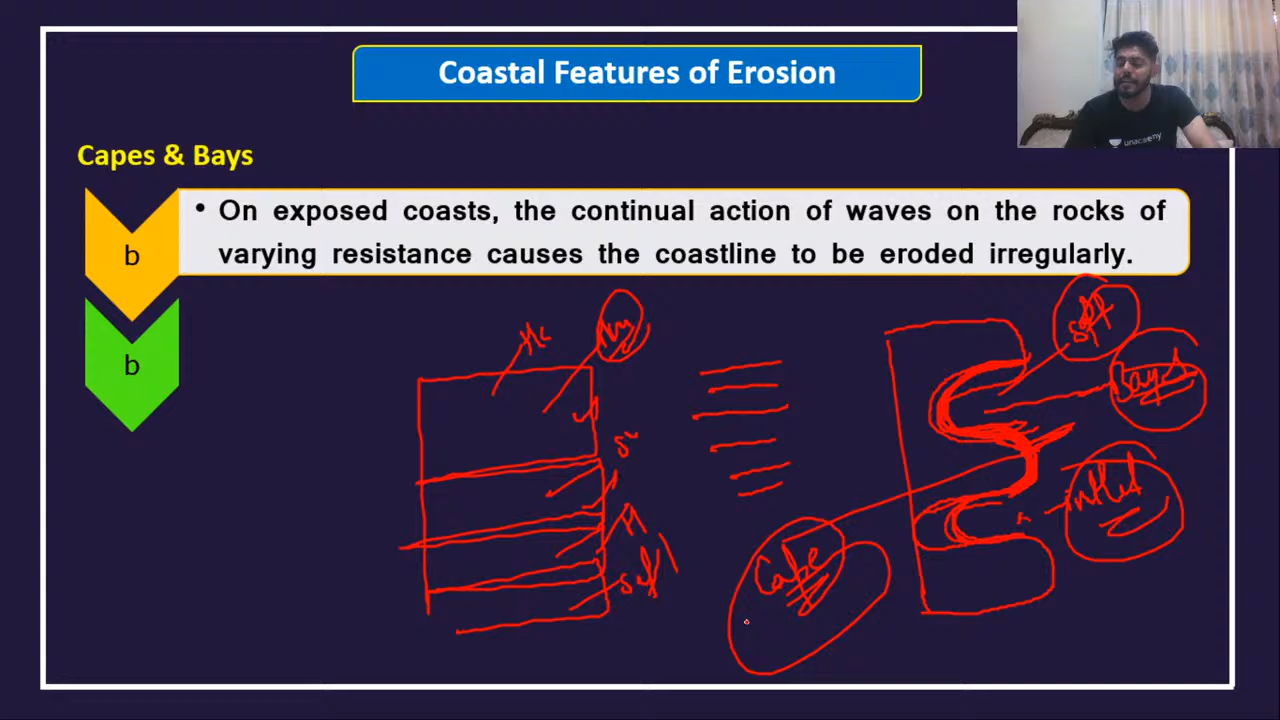 Coastal Features of Erosion
unacademy
Capes & Bays
b
• On exposed coasts, the continual action of waves on the rocks of
varying resistance causes the coastline to be eroded irregularly.
b
Soft
Bays
inlet
Cape